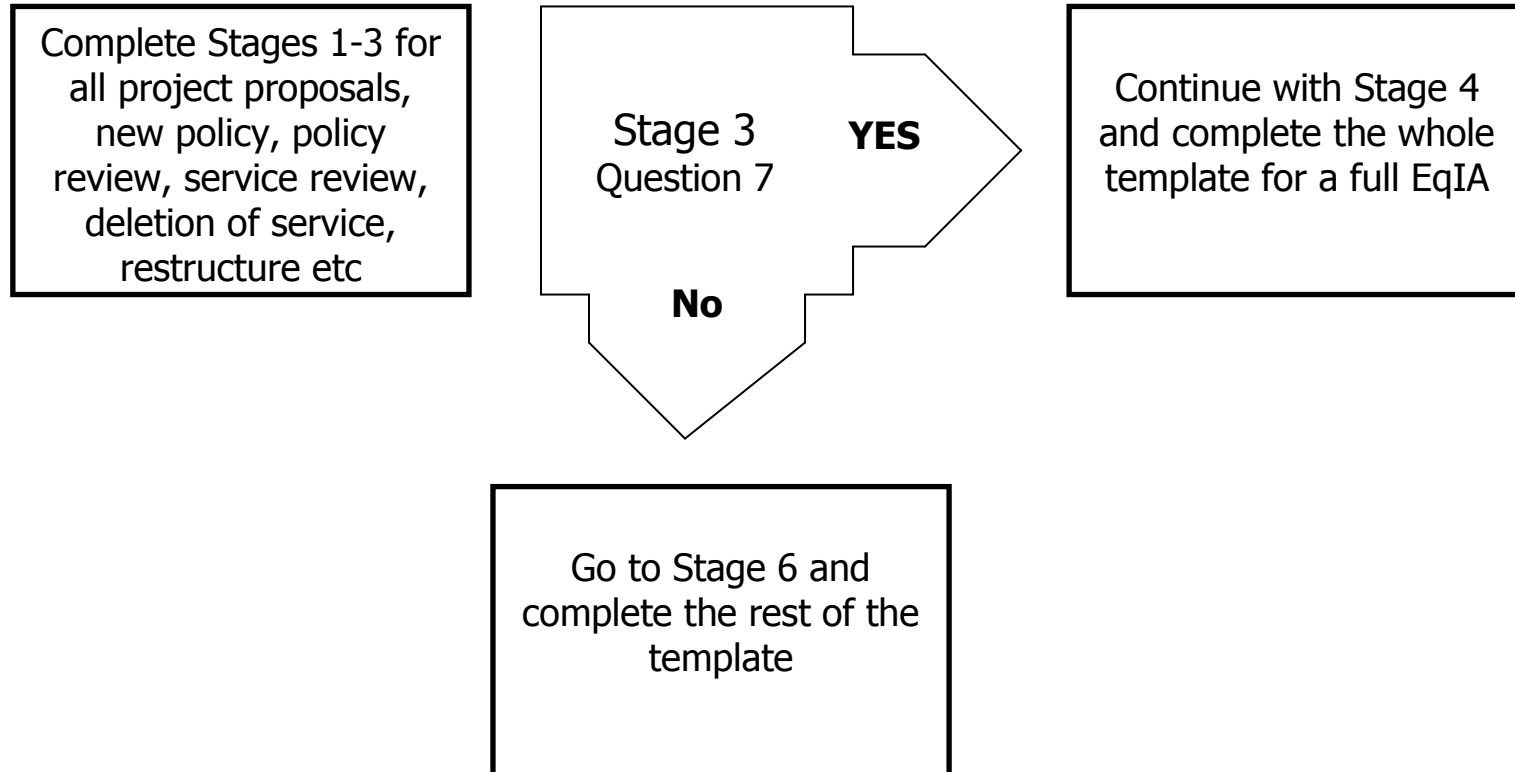 Complete Stages 1-3 for
all project proposals,
new policy, policy
review, service review,
deletion of service,
restructure etc
Stage 3
Question 7
YES
No
Continue with Stage 4
and complete the whole
template for a full EqIA
Go to Stage 6 and
complete the rest of the
template